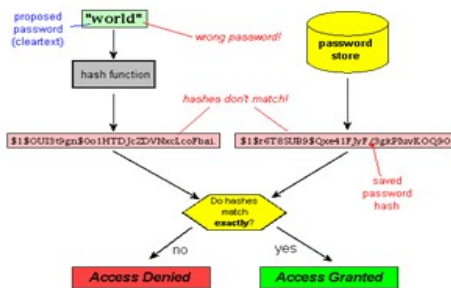 proposed
password
(cleartext)
"world"
wrong password!
password
store
hash function
hashes don't match!
saved
password
hash
Do hashes
match
exactly?
no
yes
Access Denied
Access Granted